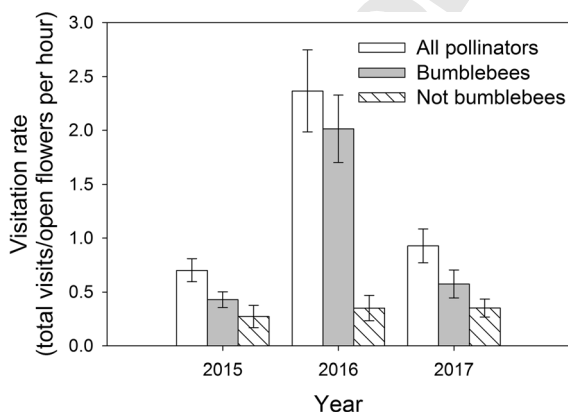 3.0
2.5
2.0
1.5
1.0
0.5
0.0
Visitation rate
(total visits/open flowers per hour)
All pollinators
Bumblebees
Not bumblebees
2015 2016 2017
Year